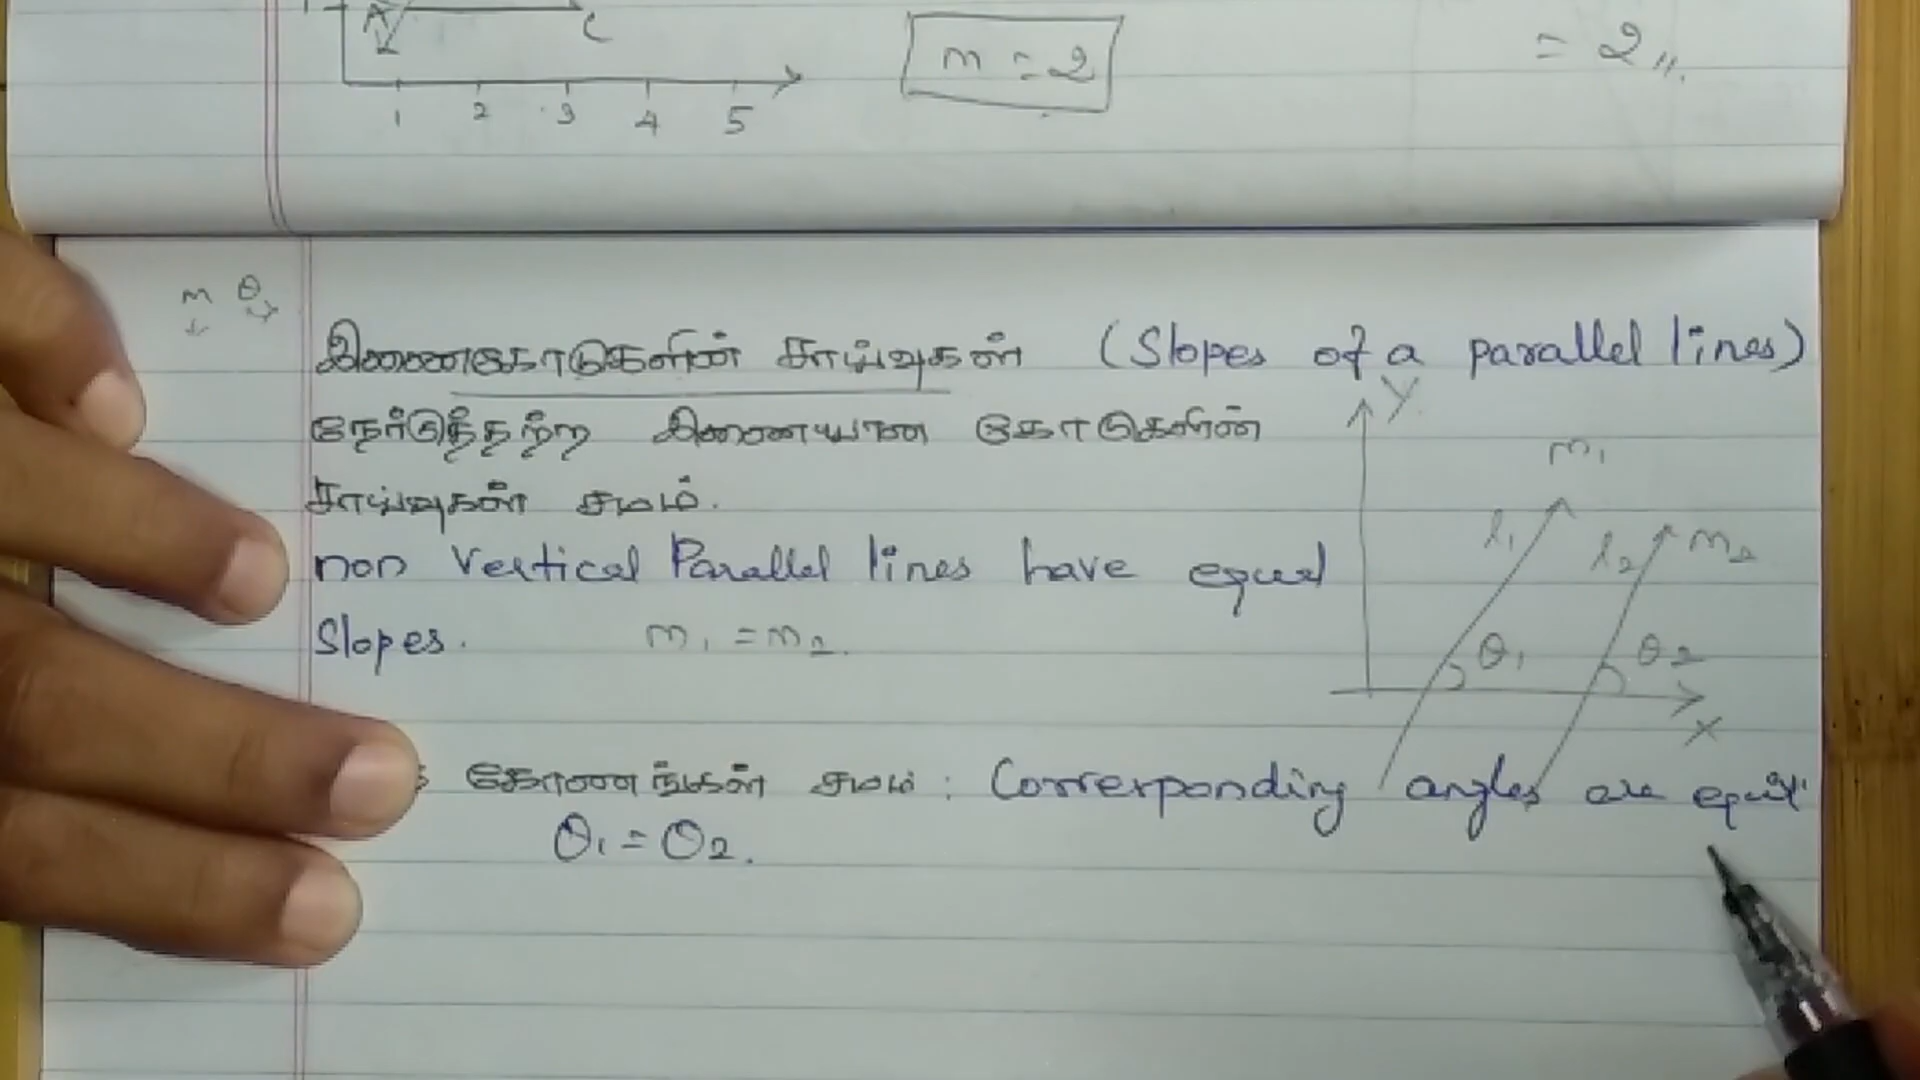 A
C
m = 2
= 2 //.
1 2 3 4 5
m θ
இணைகோடுகளின் சாய்வுகள் (Slopes of a parallel lines)
நேர்குத்தற்ற இணையான கோடுகளின்
சாய்வுகள் சமம்.
non Vertical Parallel lines have equal
Slopes. m₁ = m₂.
Y
m₁
l₁ l₂ m₂
θ₁ θ₂
X
கோணங்கள் சமம் : Corresponding angles are equal
θ₁ = θ₂.